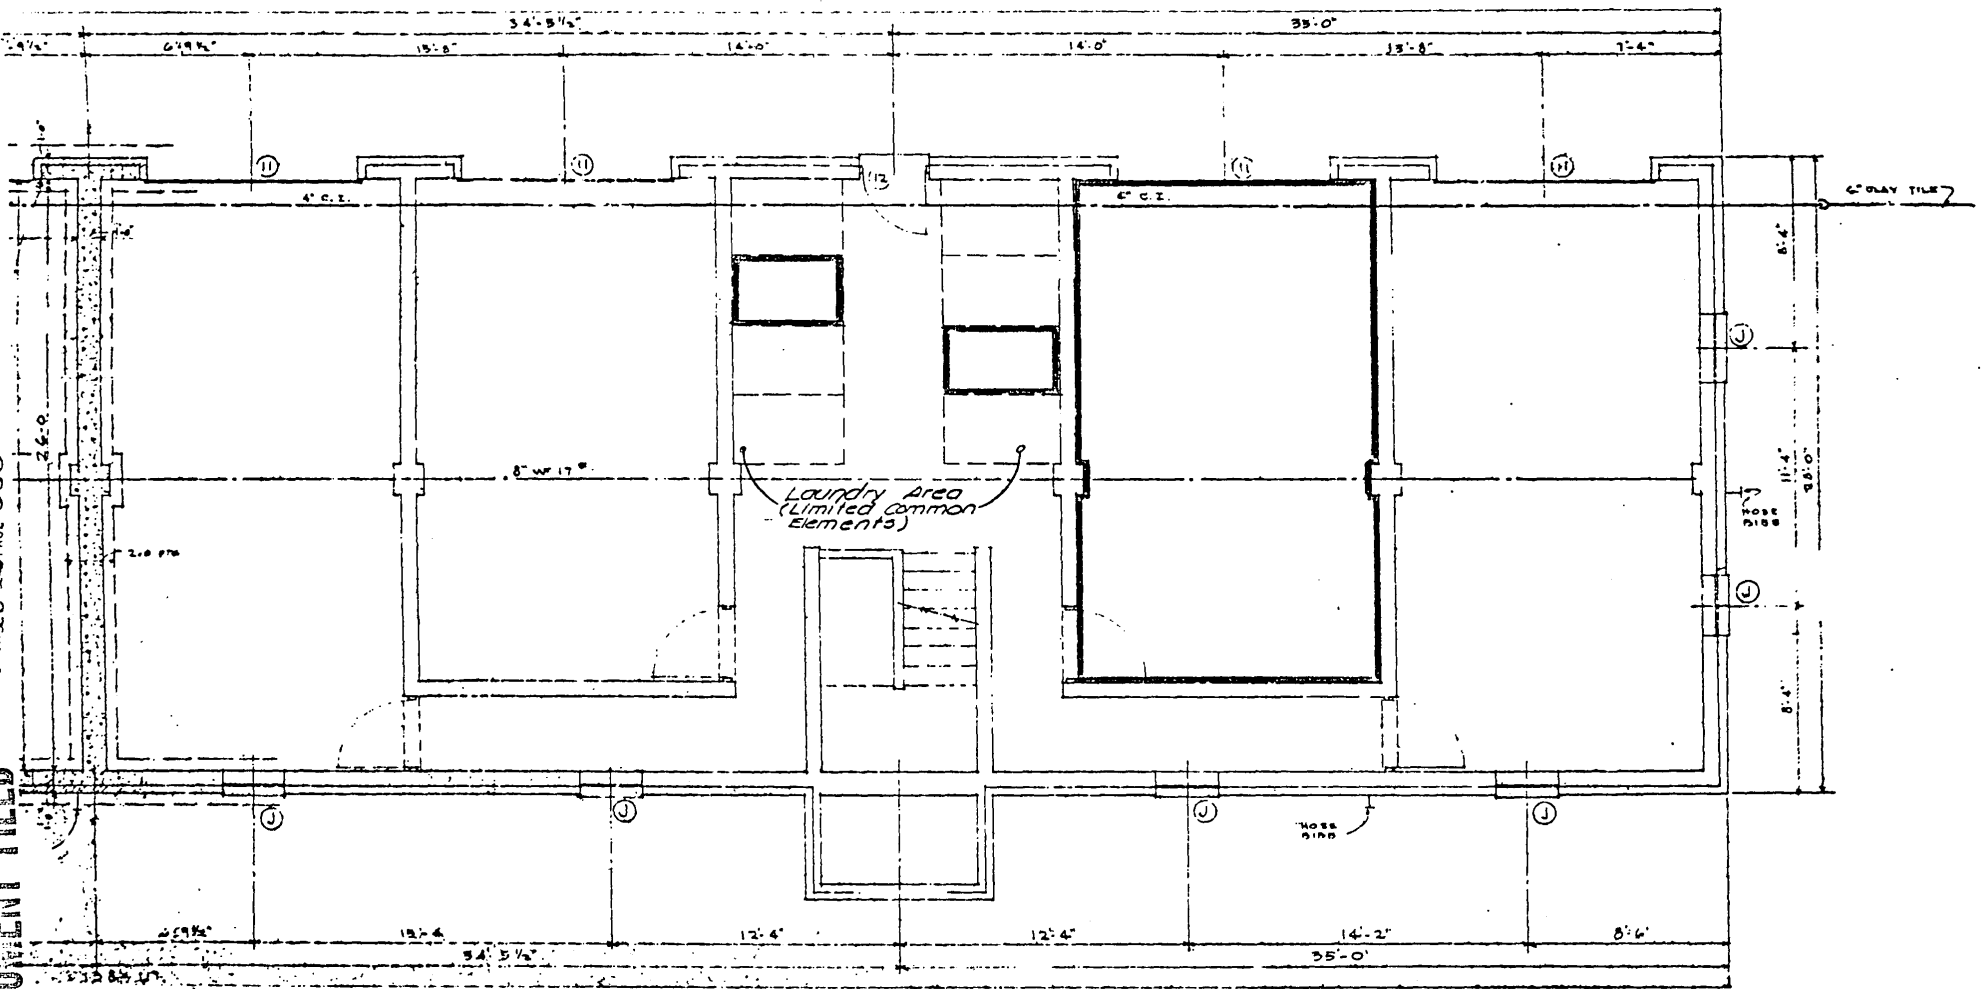 34'-5½"
35'-0"
6'-9½"
13'-8"
14'-0"
14'-0"
13'-8"
7'-4"
11
11
11
11
13
4" C.I.
4" C.I.
6" CLAY TILE
8'-4"
J
26'-0
8" WF 17#
11'-4"
28'-0"
Laundry Area
(Limited Common
Elements)
HOSE
BIBB
J
8'-4"
J
J
J
J
HOSE
BIBB
6'-9½"
12'-4"
12'-4"
14'-2"
8'-6"
34'-5½"
35'-0"